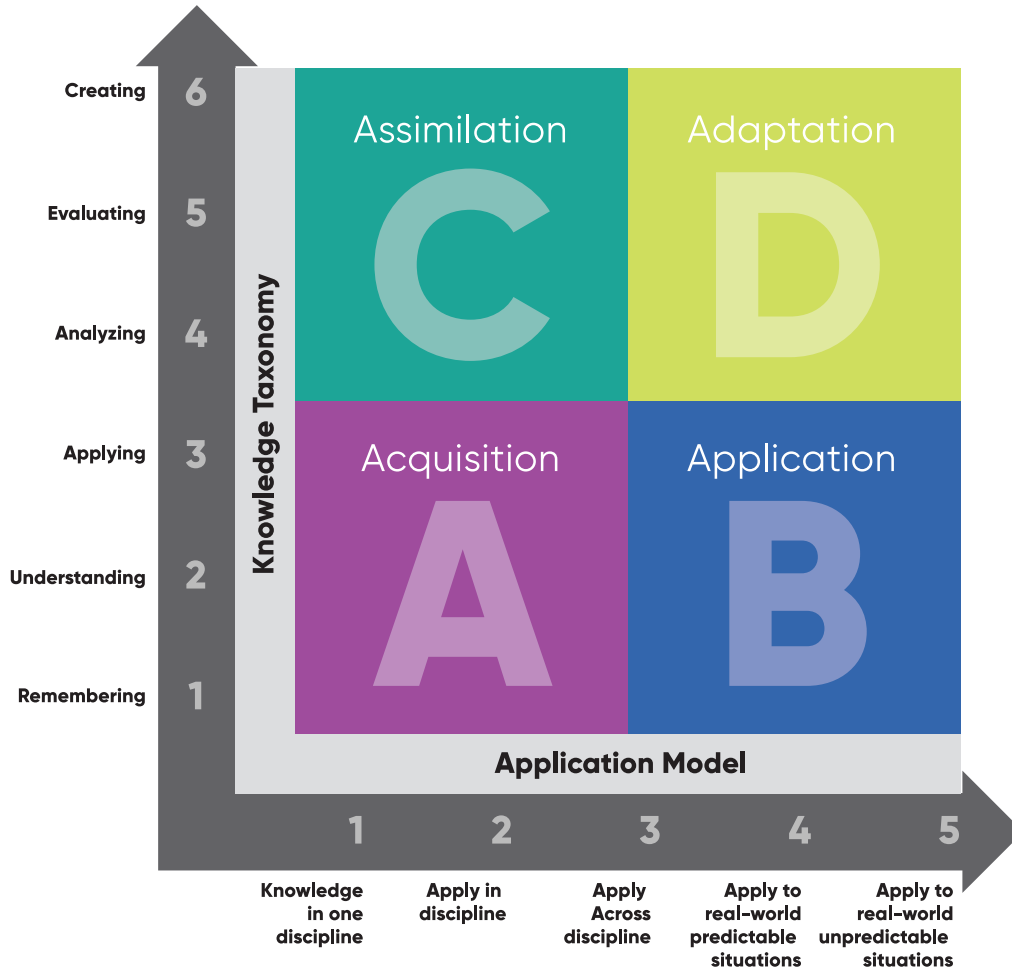 Creating
6
Evaluating
5
Analyzing
4
Applying
3
Understanding
2
Remembering
1
Knowledge Taxonomy
Assimilation
C
Adaptation
D
Acquisition
A
Application
B
Application Model
1
2
3
4
5
Knowledge
in one
discipline
Apply in
discipline
Apply
Across
discipline
Apply to
real-world
predictable
situations
Apply to
real-world
unpredictable
situations